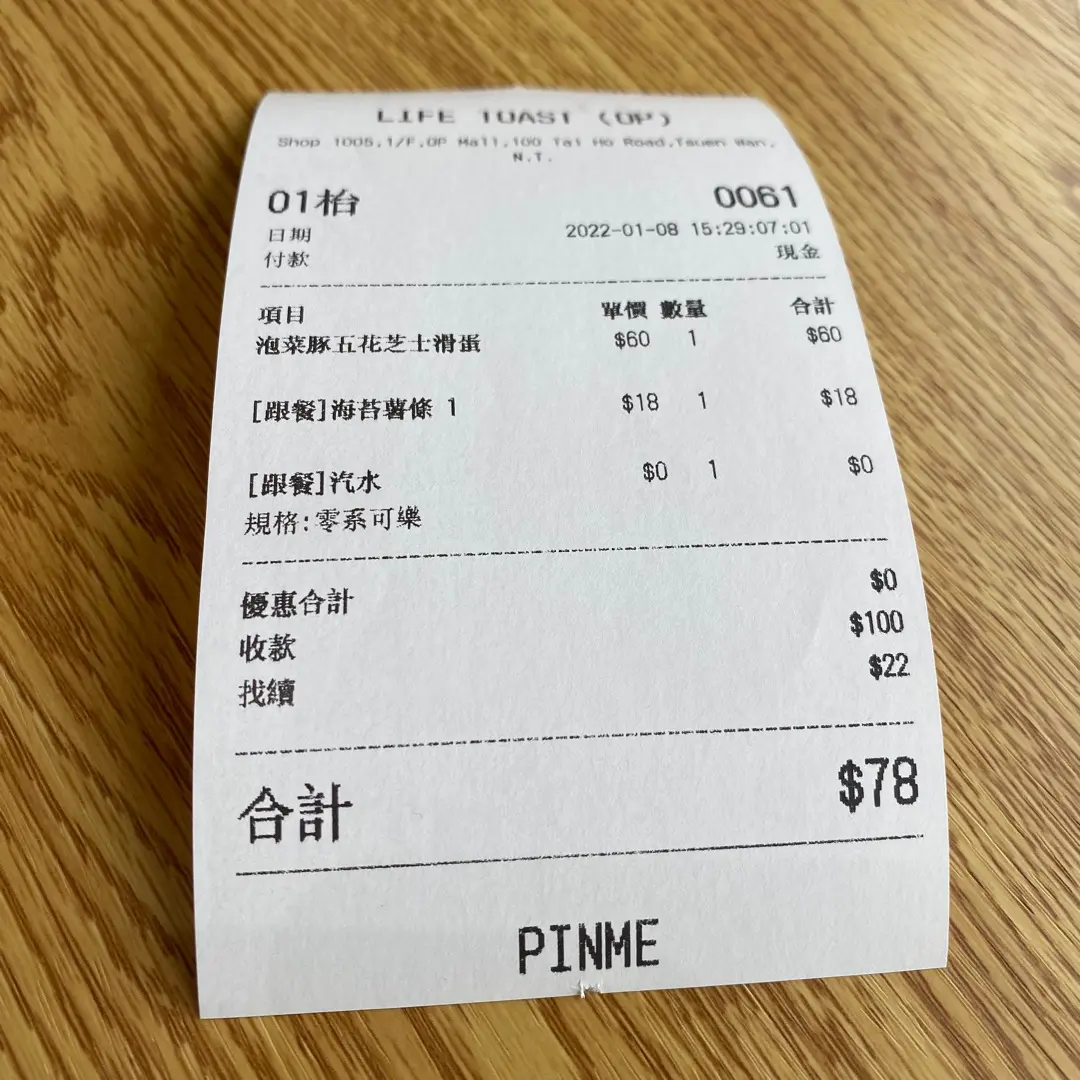 LIFE TOAST (OP)
Shop 1005,1/F,OP Mall,100 Tai Ho Road,Tsuen Wan,
N.T.
01枱 0061
日期 2022-01-08 15:29:07:01
付款 現金
項目 單價 數量 合計
泡菜豚五花芝士滑蛋 $60 1 $60
[跟餐]海苔薯條 1 $18 1 $18
[跟餐]汽水 $0 1 $0
規格:零系可樂
優惠合計 $0
收款 $100
找續 $22
合計 $78
PINME